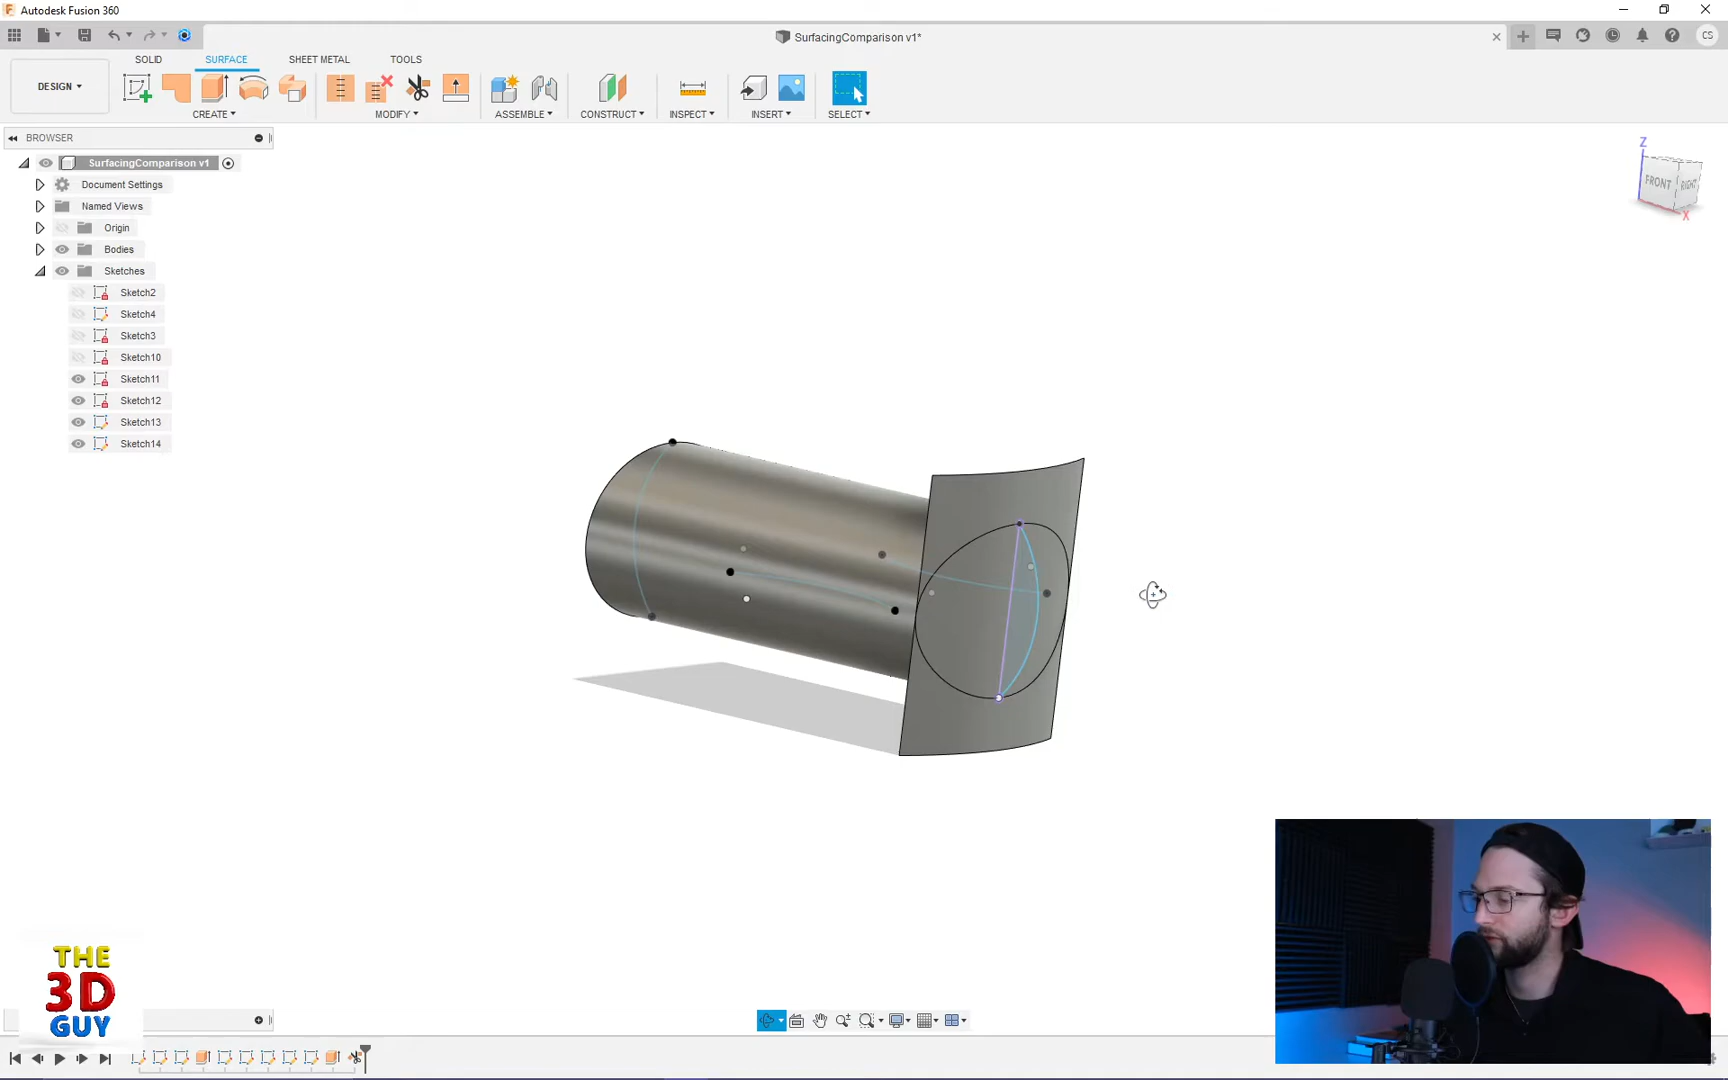 Autodesk Fusion 360
SurfacingComparison v1*
CS
DESIGN
SOLID
SURFACE
SHEET METAL
TOOLS
CREATE
MODIFY
ASSEMBLE
CONSTRUCT
INSPECT
INSERT
SELECT
BROWSER
SurfacingComparison v1
Document Settings
Named Views
Origin
Bodies
Sketches
Sketch2
Sketch4
Sketch3
Sketch10
Sketch11
Sketch12
Sketch13
Sketch14
Z
FRONT
RIGHT
X
THE
3D
GUY